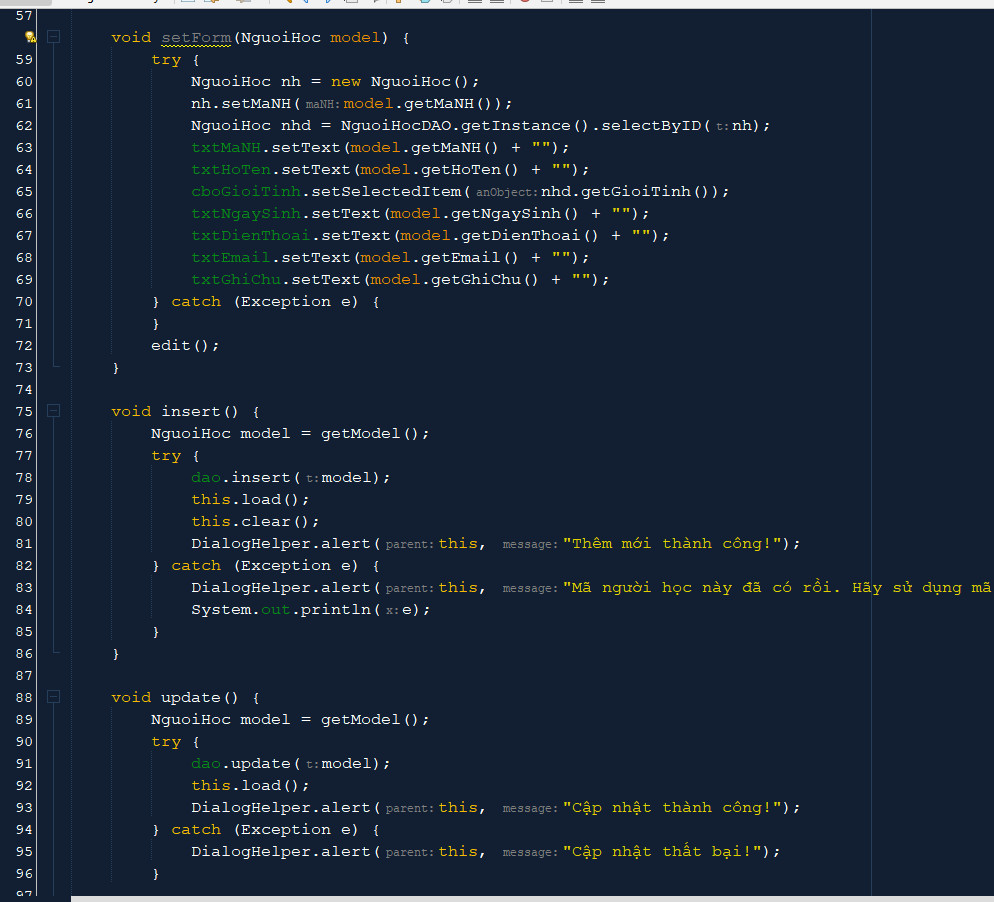 57
void setForm(NguoiHoc model) {
59 try {
60 NguoiHoc nh = new NguoiHoc();
61 nh.setMaNH( maNH: model.getMaNH());
62 NguoiHoc nhd = NguoiHocDAO.getInstance().selectByID( t: nh);
63 txtMaNH.setText(model.getMaNH() + "");
64 txtHoTen.setText(model.getHoTen() + "");
65 cboGioiTinh.setSelectedItem( anObject: nhd.getGioiTinh());
66 txtNgaySinh.setText(model.getNgaySinh() + "");
67 txtDienThoai.setText(model.getDienThoai() + "");
68 txtEmail.setText(model.getEmail() + "");
69 txtGhiChu.setText(model.getGhiChu() + "");
70 } catch (Exception e) {
71 }
72 edit();
73 }
74
75 void insert() {
76 NguoiHoc model = getModel();
77 try {
78 dao.insert( t: model);
79 this.load();
80 this.clear();
81 DialogHelper.alert( parent: this, message: "Thêm mới thành công!");
82 } catch (Exception e) {
83 DialogHelper.alert( parent: this, message: "Mã người học này đã có rồi. Hãy sử dụng mã
84 System.out.println( x: e);
85 }
86 }
87
88 void update() {
89 NguoiHoc model = getModel();
90 try {
91 dao.update( t: model);
92 this.load();
93 DialogHelper.alert( parent: this, message: "Cập nhật thành công!");
94 } catch (Exception e) {
95 DialogHelper.alert( parent: this, message: "Cập nhật thất bại!");
96 }
97